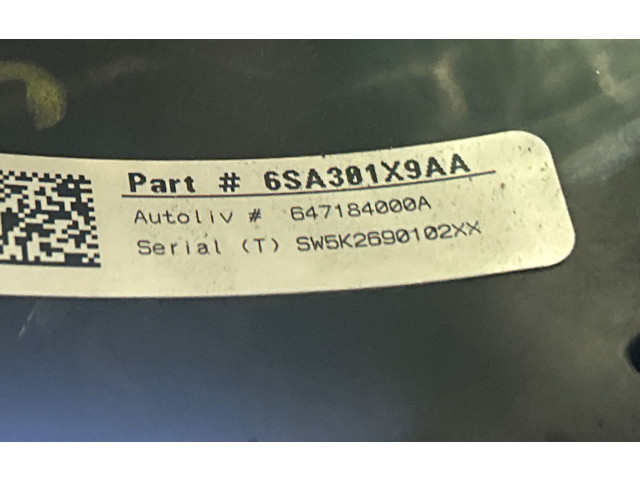 Part # 6SA301X9AA
Autoliv # 647184000A
Serial (T) SW5K2690102XX